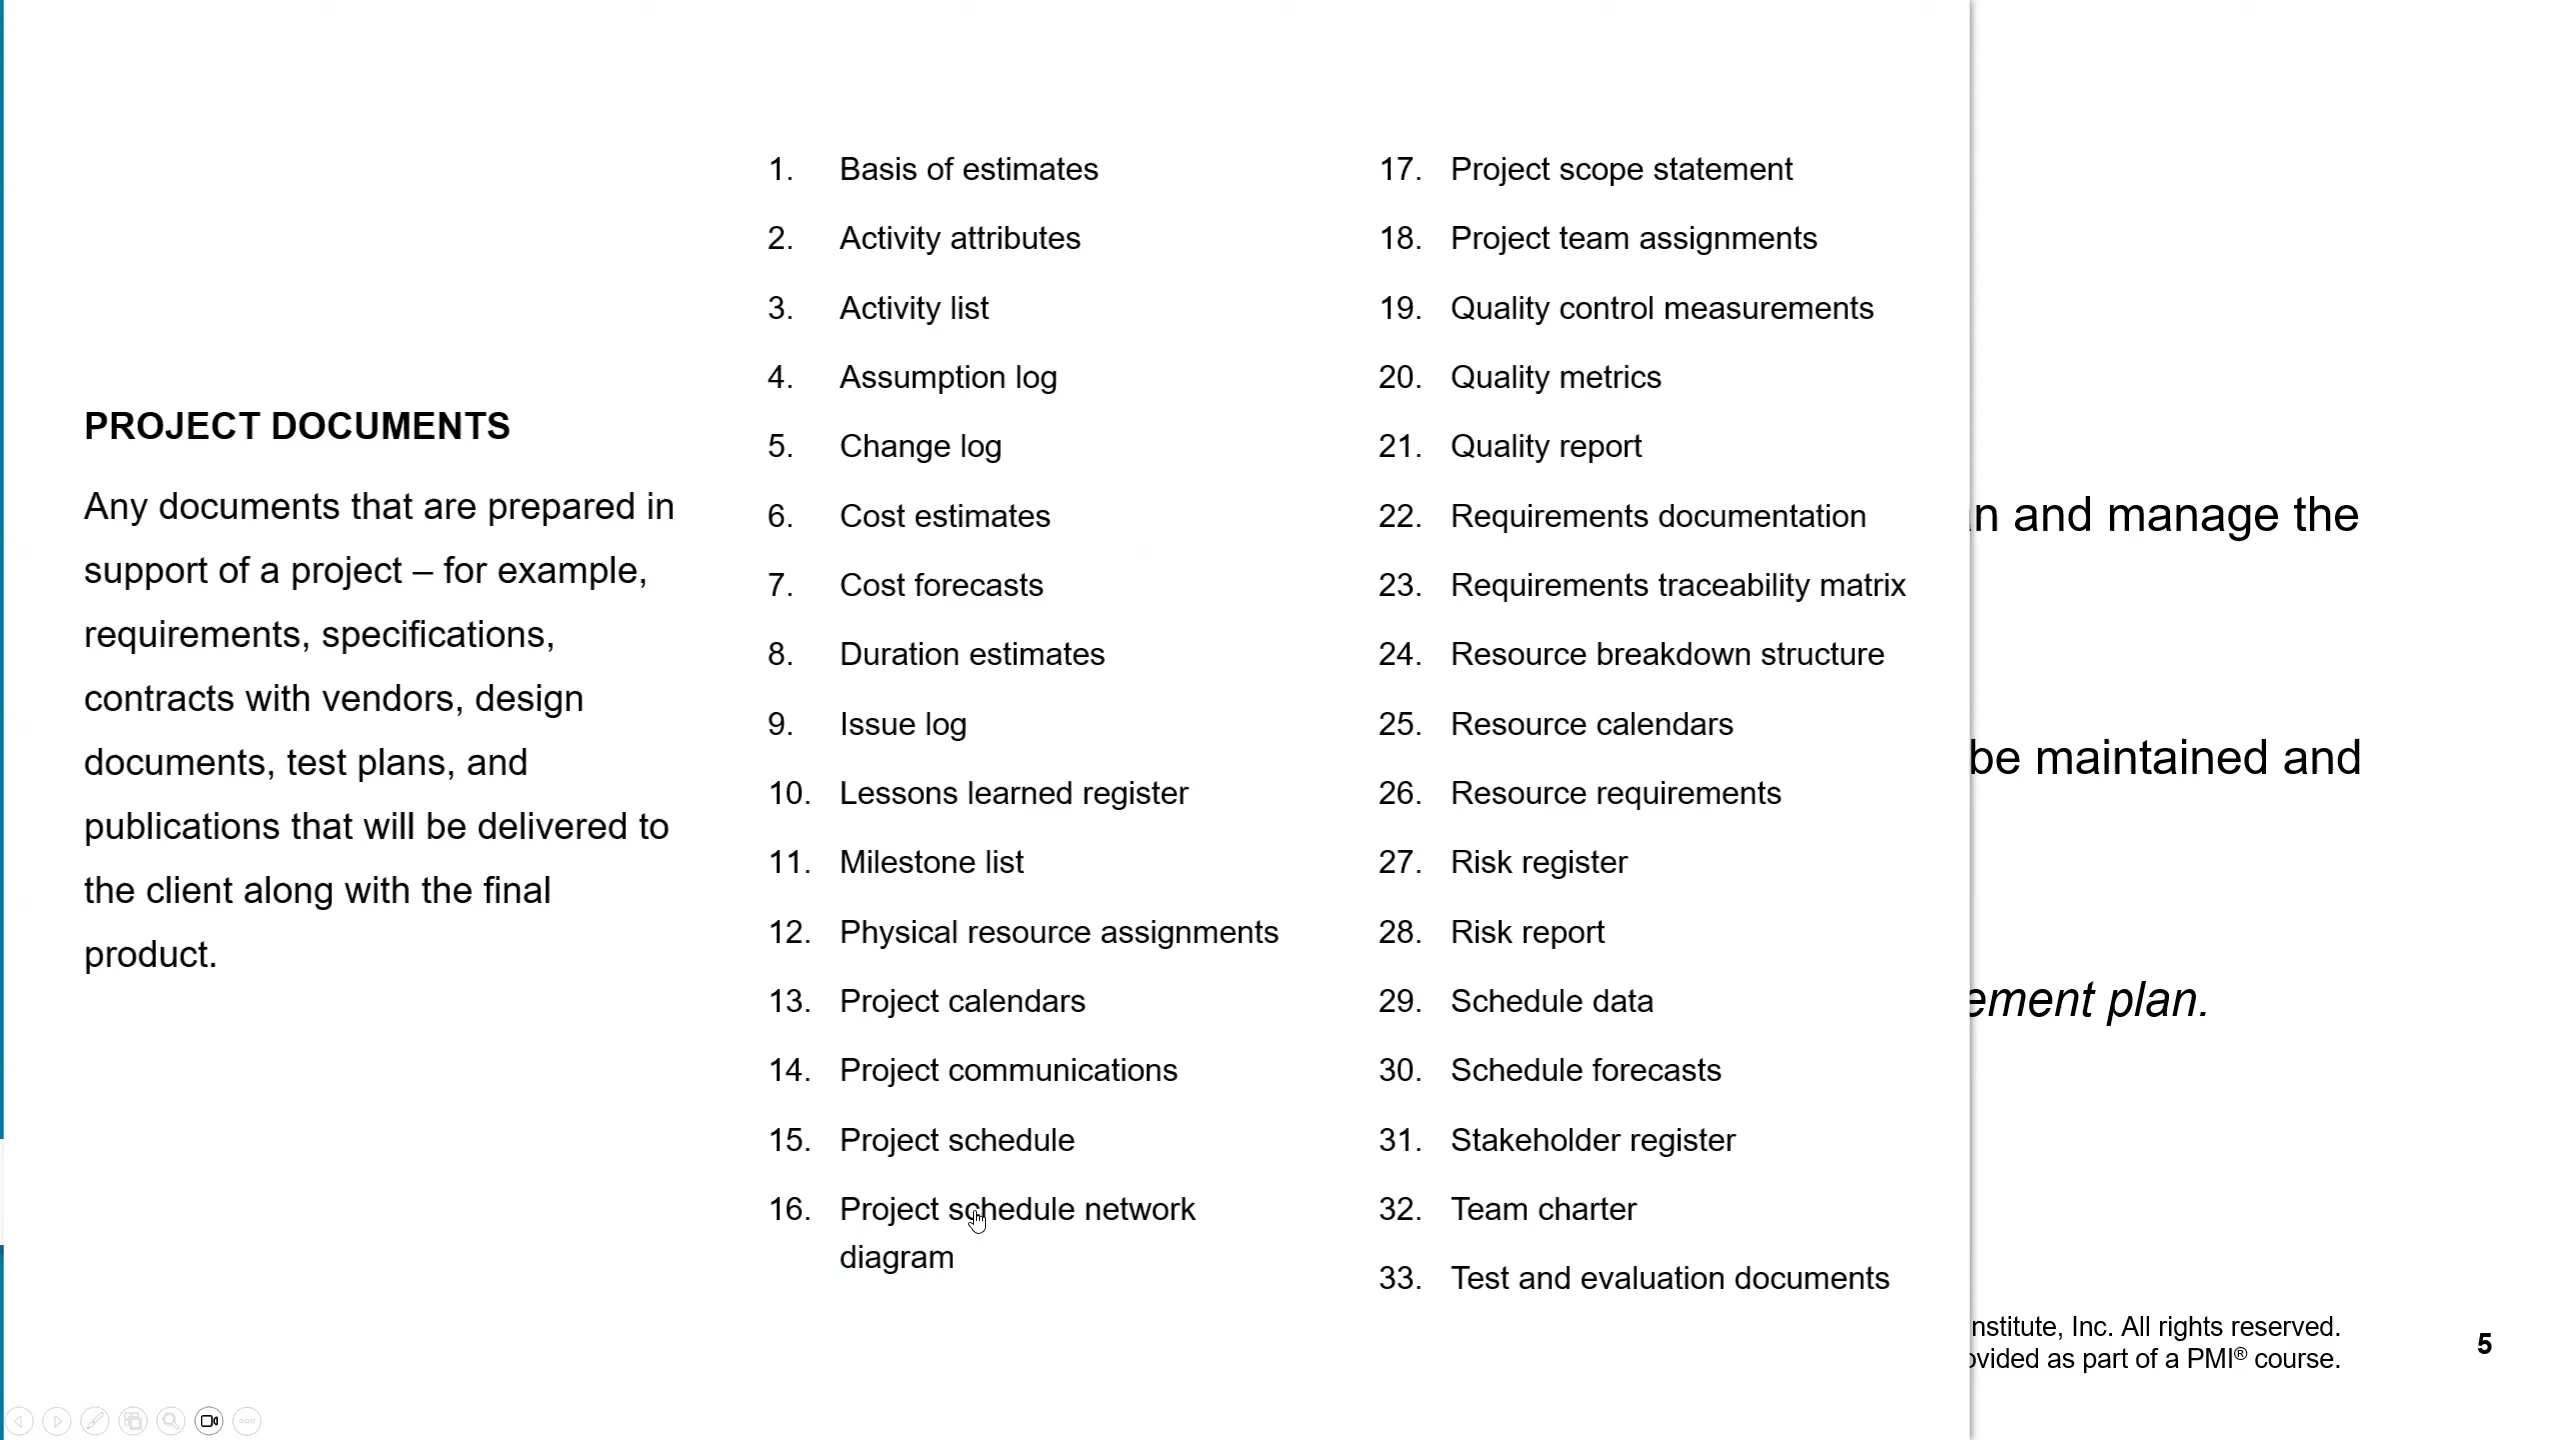 PROJECT DOCUMENTS
Any documents that are prepared in
support of a project – for example,
requirements, specifications,
contracts with vendors, design
documents, test plans, and
publications that will be delivered to
the client along with the final
product.
1. Basis of estimates
2. Activity attributes
3. Activity list
4. Assumption log
5. Change log
6. Cost estimates
7. Cost forecasts
8. Duration estimates
9. Issue log
10. Lessons learned register
11. Milestone list
12. Physical resource assignments
13. Project calendars
14. Project communications
15. Project schedule
16. Project schedule network
diagram
17. Project scope statement
18. Project team assignments
19. Quality control measurements
20. Quality metrics
21. Quality report
22. Requirements documentation
23. Requirements traceability matrix
24. Resource breakdown structure
25. Resource calendars
26. Resource requirements
27. Risk register
28. Risk report
29. Schedule data
30. Schedule forecasts
31. Stakeholder register
32. Team charter
33. Test and evaluation documents
and manage the
be maintained and
plan.
Inc. All rights reserved.
as part of a PMI® course.
5